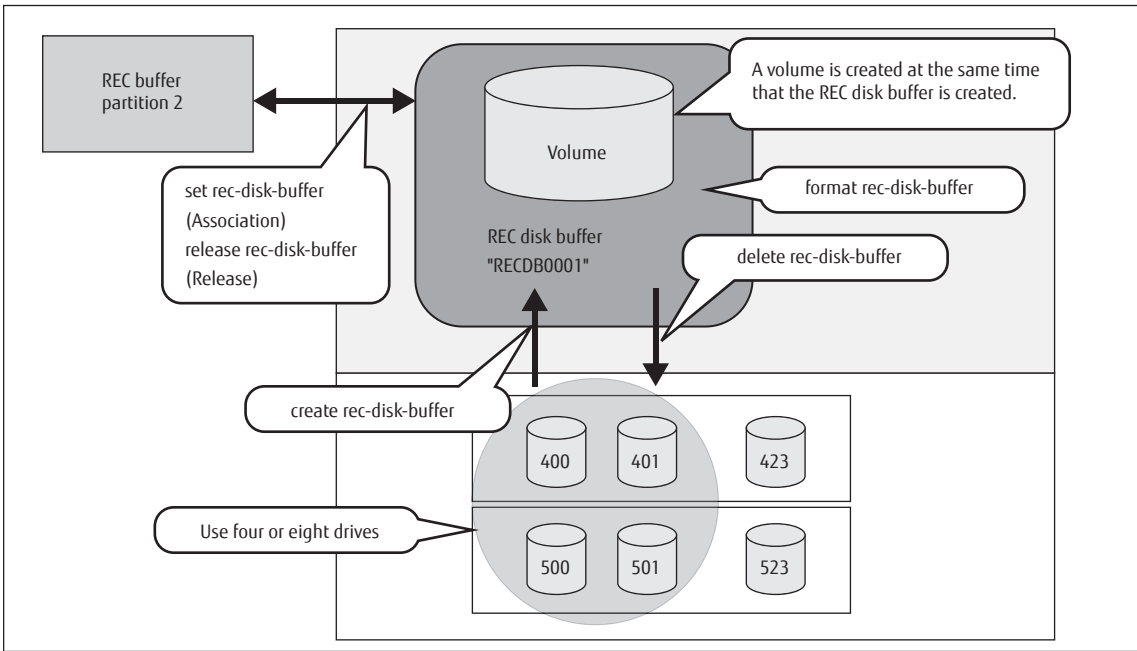 REC buffer
partition 2
A volume is created at the same time
that the REC disk buffer is created.
Volume
set rec-disk-buffer
(Association)
release rec-disk-buffer
(Release)
format rec-disk-buffer
REC disk buffer
"RECDB0001"
delete rec-disk-buffer
create rec-disk-buffer
400 401 423
Use four or eight drives
500 501 523